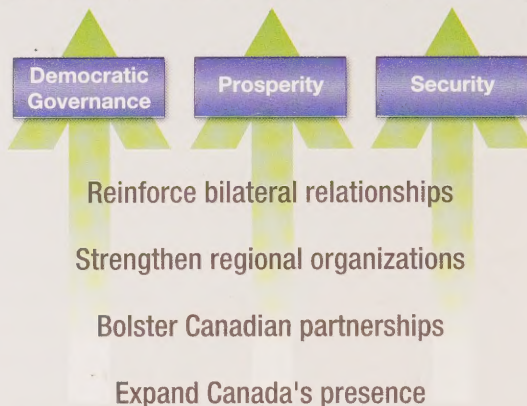 Democratic
Governance
Prosperity
Security
Reinforce bilateral relationships
Strengthen regional organizations
Bolster Canadian partnerships
Expand Canada's presence